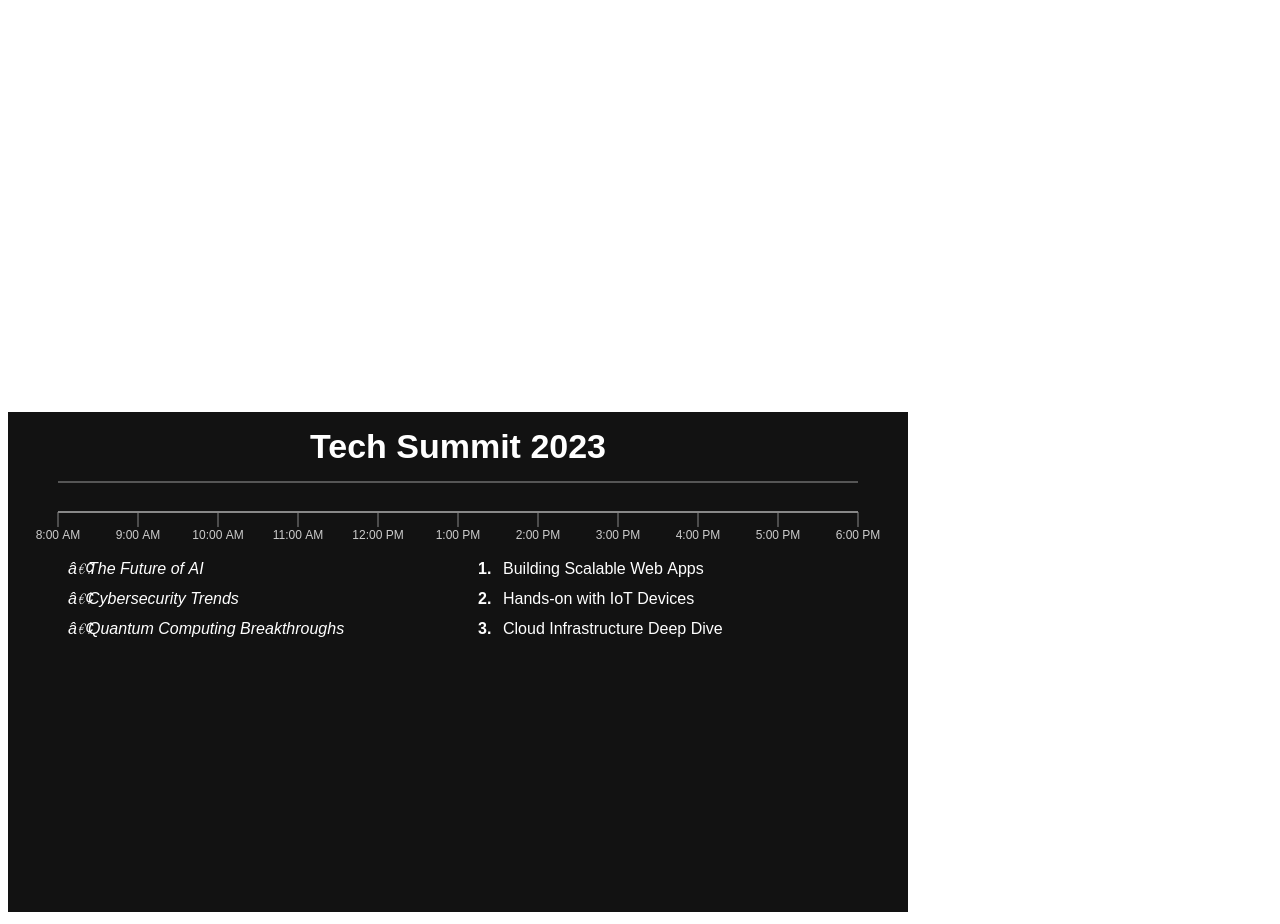 Tech Summit 2023
8:00 AM 9:00 AM 10:00 AM 11:00 AM 12:00 PM 1:00 PM 2:00 PM 3:00 PM 4:00 PM 5:00 PM 6:00 PM
â€¢ The Future of AI
â€¢ Cybersecurity Trends
â€¢ Quantum Computing Breakthroughs
1. Building Scalable Web Apps
2. Hands-on with IoT Devices
3. Cloud Infrastructure Deep Dive